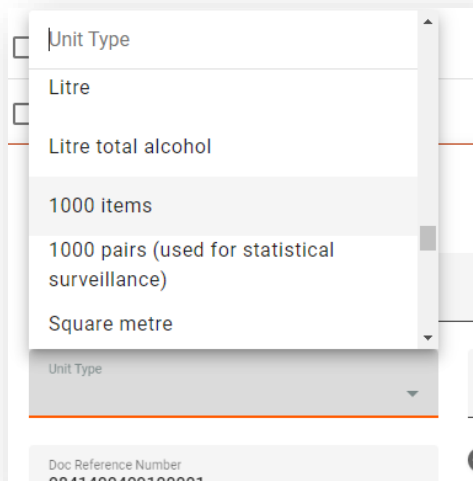 Unit Type
Litre
Litre total alcohol
1000 items
1000 pairs (used for statistical
surveillance)
Square metre
Unit Type
Doc Reference Number